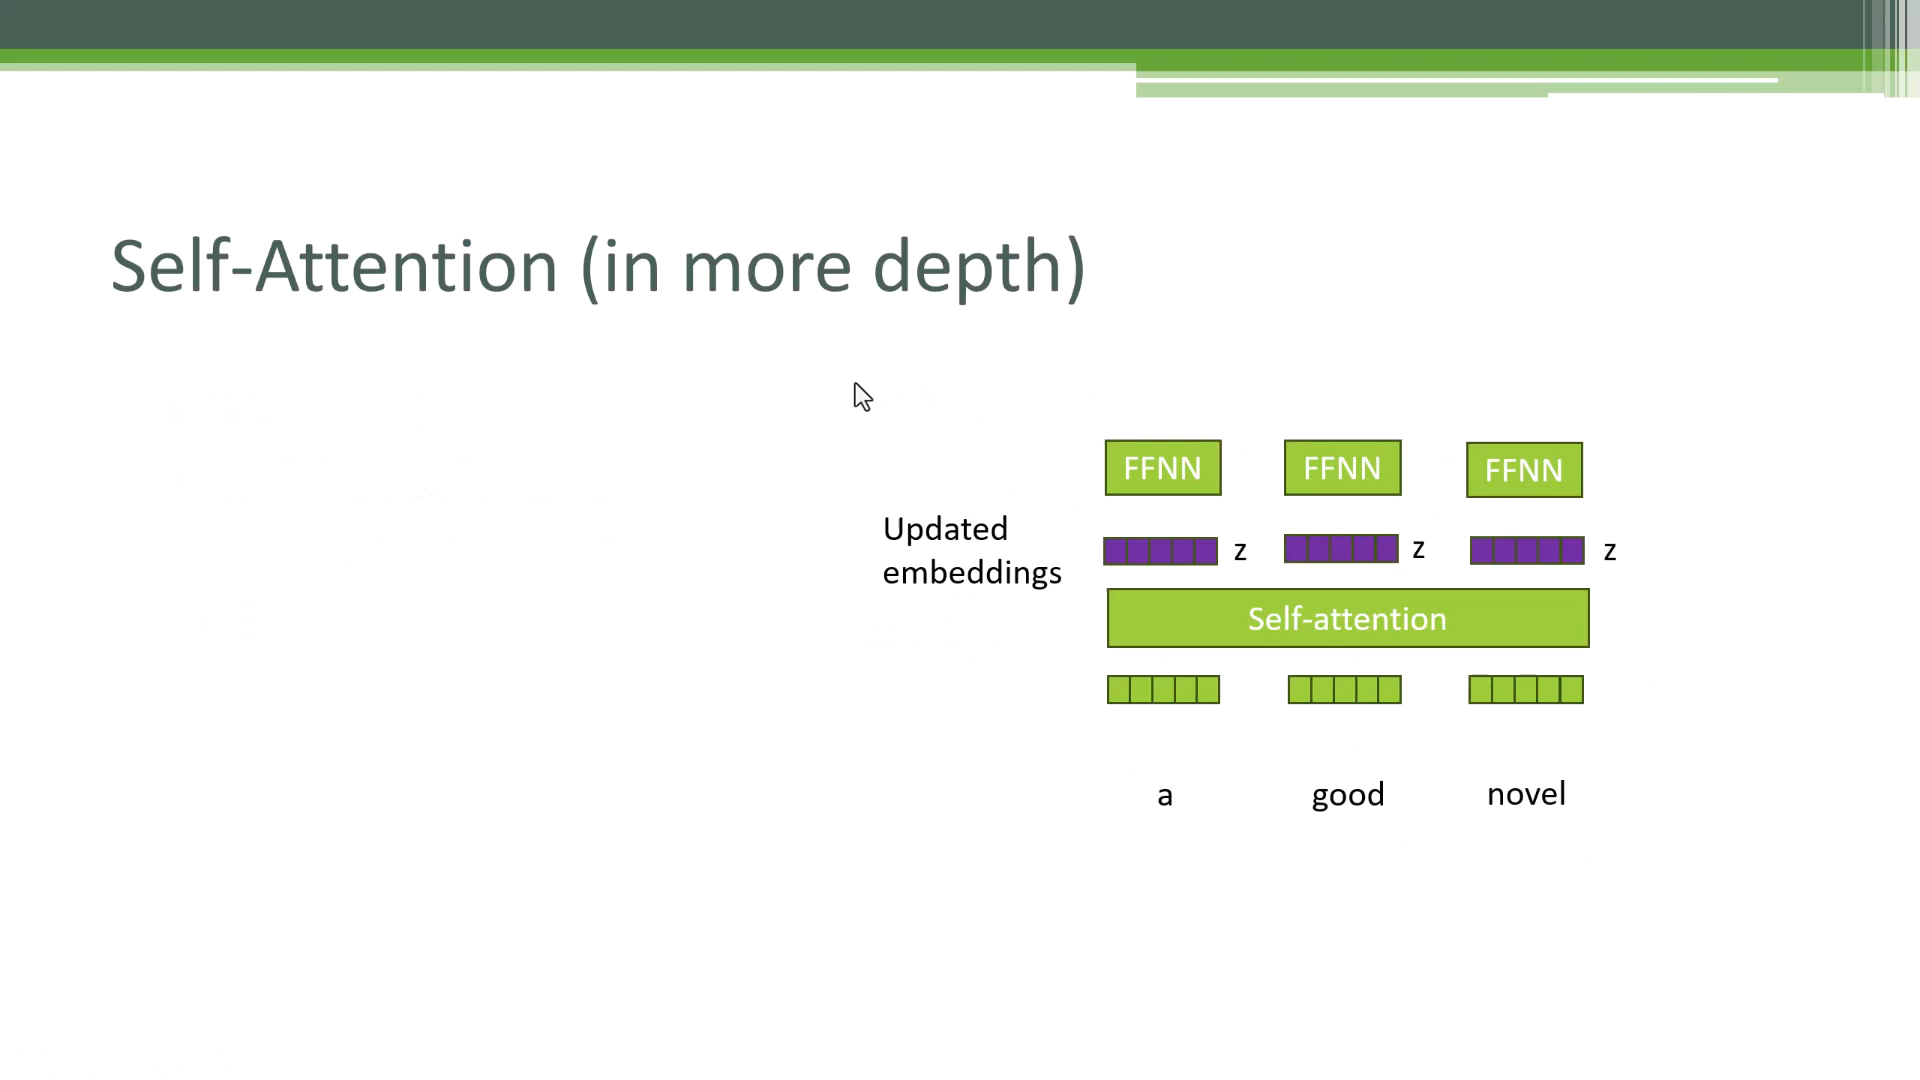 Self-Attention (in more depth)
FFNN FFNN FFNN
Updated
embeddings
z z z
Self-attention
a good novel